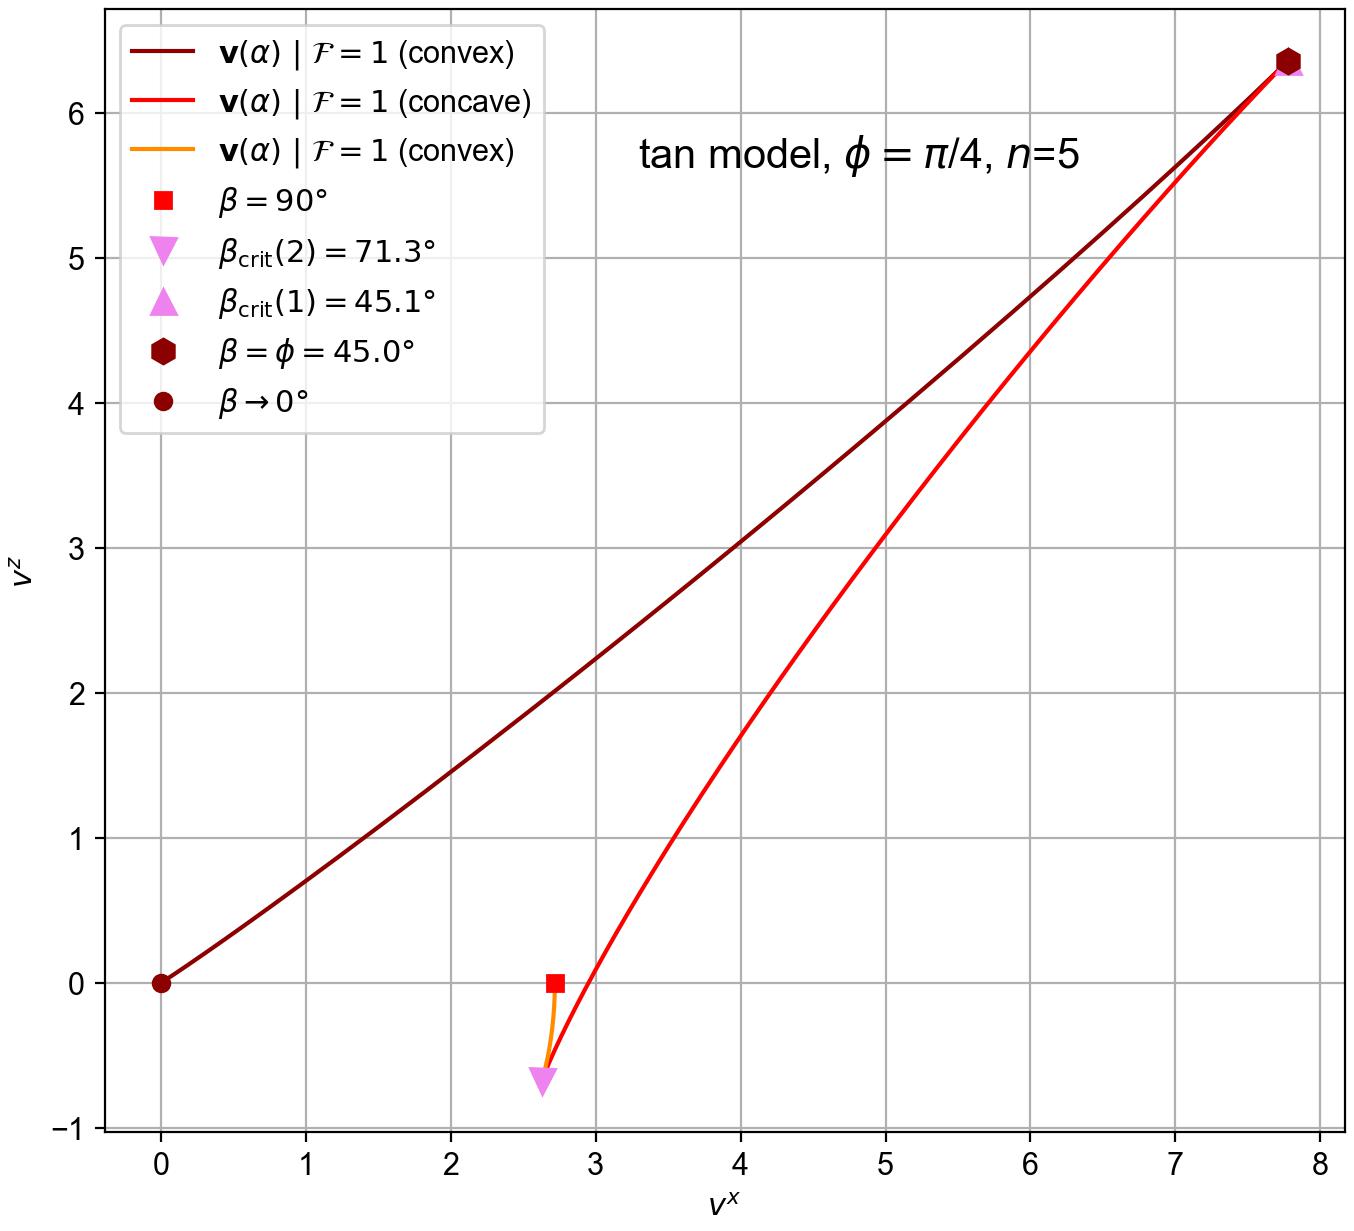 v(α) | ℱ = 1 (convex)
v(α) | ℱ = 1 (concave)
v(α) | ℱ = 1 (convex)
β = 90°
β_crit(2) = 71.3°
β_crit(1) = 45.1°
β = ϕ = 45.0°
β → 0°
tan model, ϕ = π/4, n=5
6
5
4
3
2
1
0
−1
v^z
0 1 2 3 4 5 6 7 8
v^x